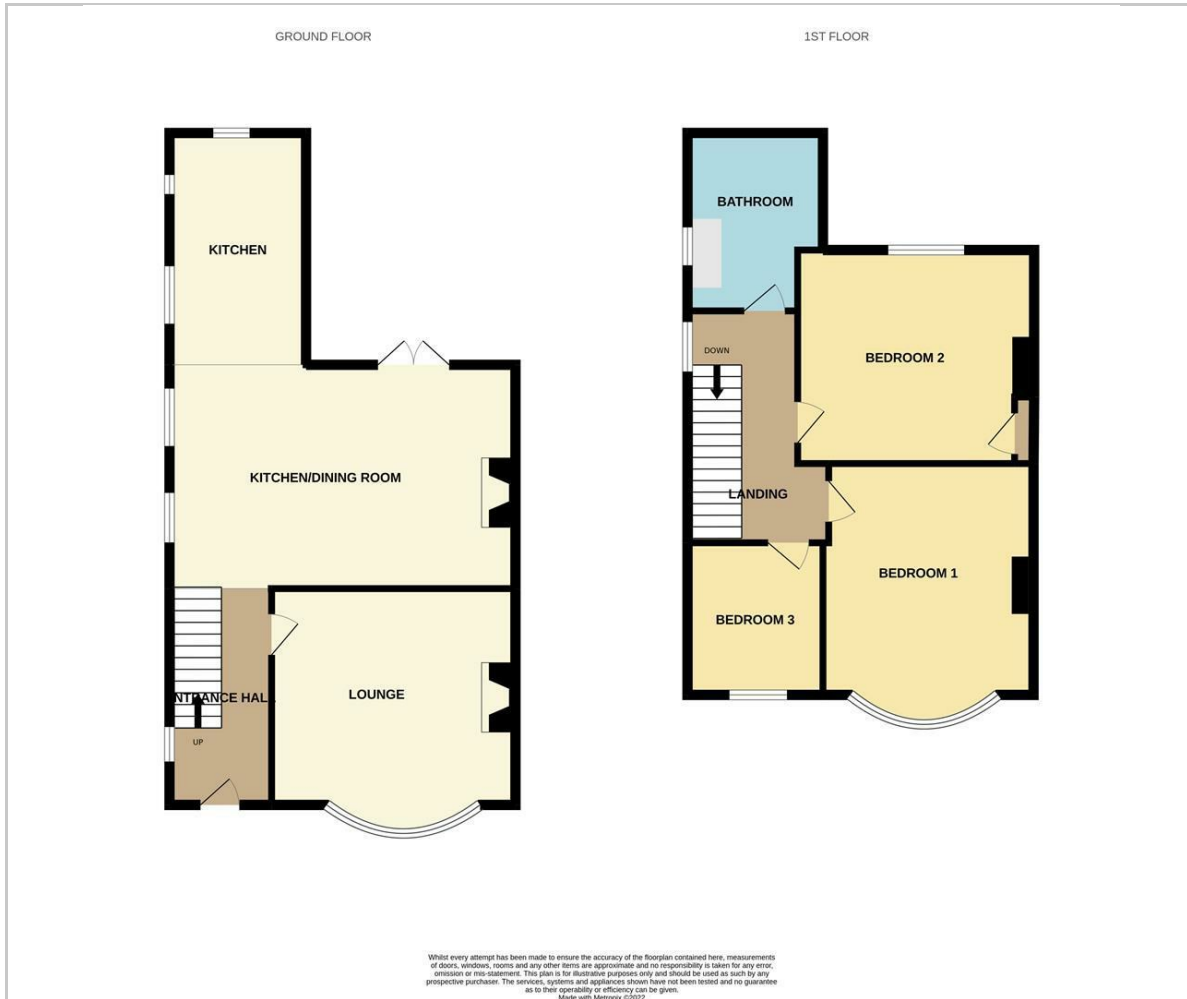 GROUND FLOOR
1ST FLOOR
KITCHEN
KITCHEN/DINING ROOM
NTRANCE HAL
UP
LOUNGE
BATHROOM
DOWN
BEDROOM 2
LANDING
BEDROOM 1
BEDROOM 3
Whilst every attempt has been made to ensure the accuracy of the floorplan contained here, measurements
of doors, windows, rooms and any other items are approximate and no responsibility is taken for any error,
omission or mis-statement. This plan is for illustrative purposes only and should be used as such by any
prospective purchaser. The services, systems and appliances shown have not been tested and no guarantee
as to their operability or efficiency can be given.
Made with Metropix ©2022